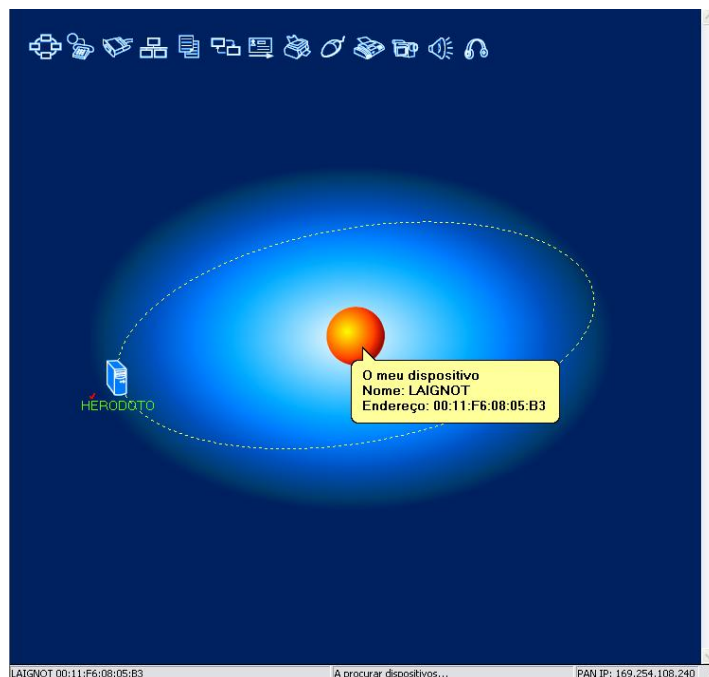 HERODOTO
O meu dispositivo
Nome: LAIGNOT
Endereço: 00:11:F6:08:05:B3
LAIGNOT 00:11:F6:08:05:B3
A procurar dispositivos...
PAN IP: 169.254.108.240